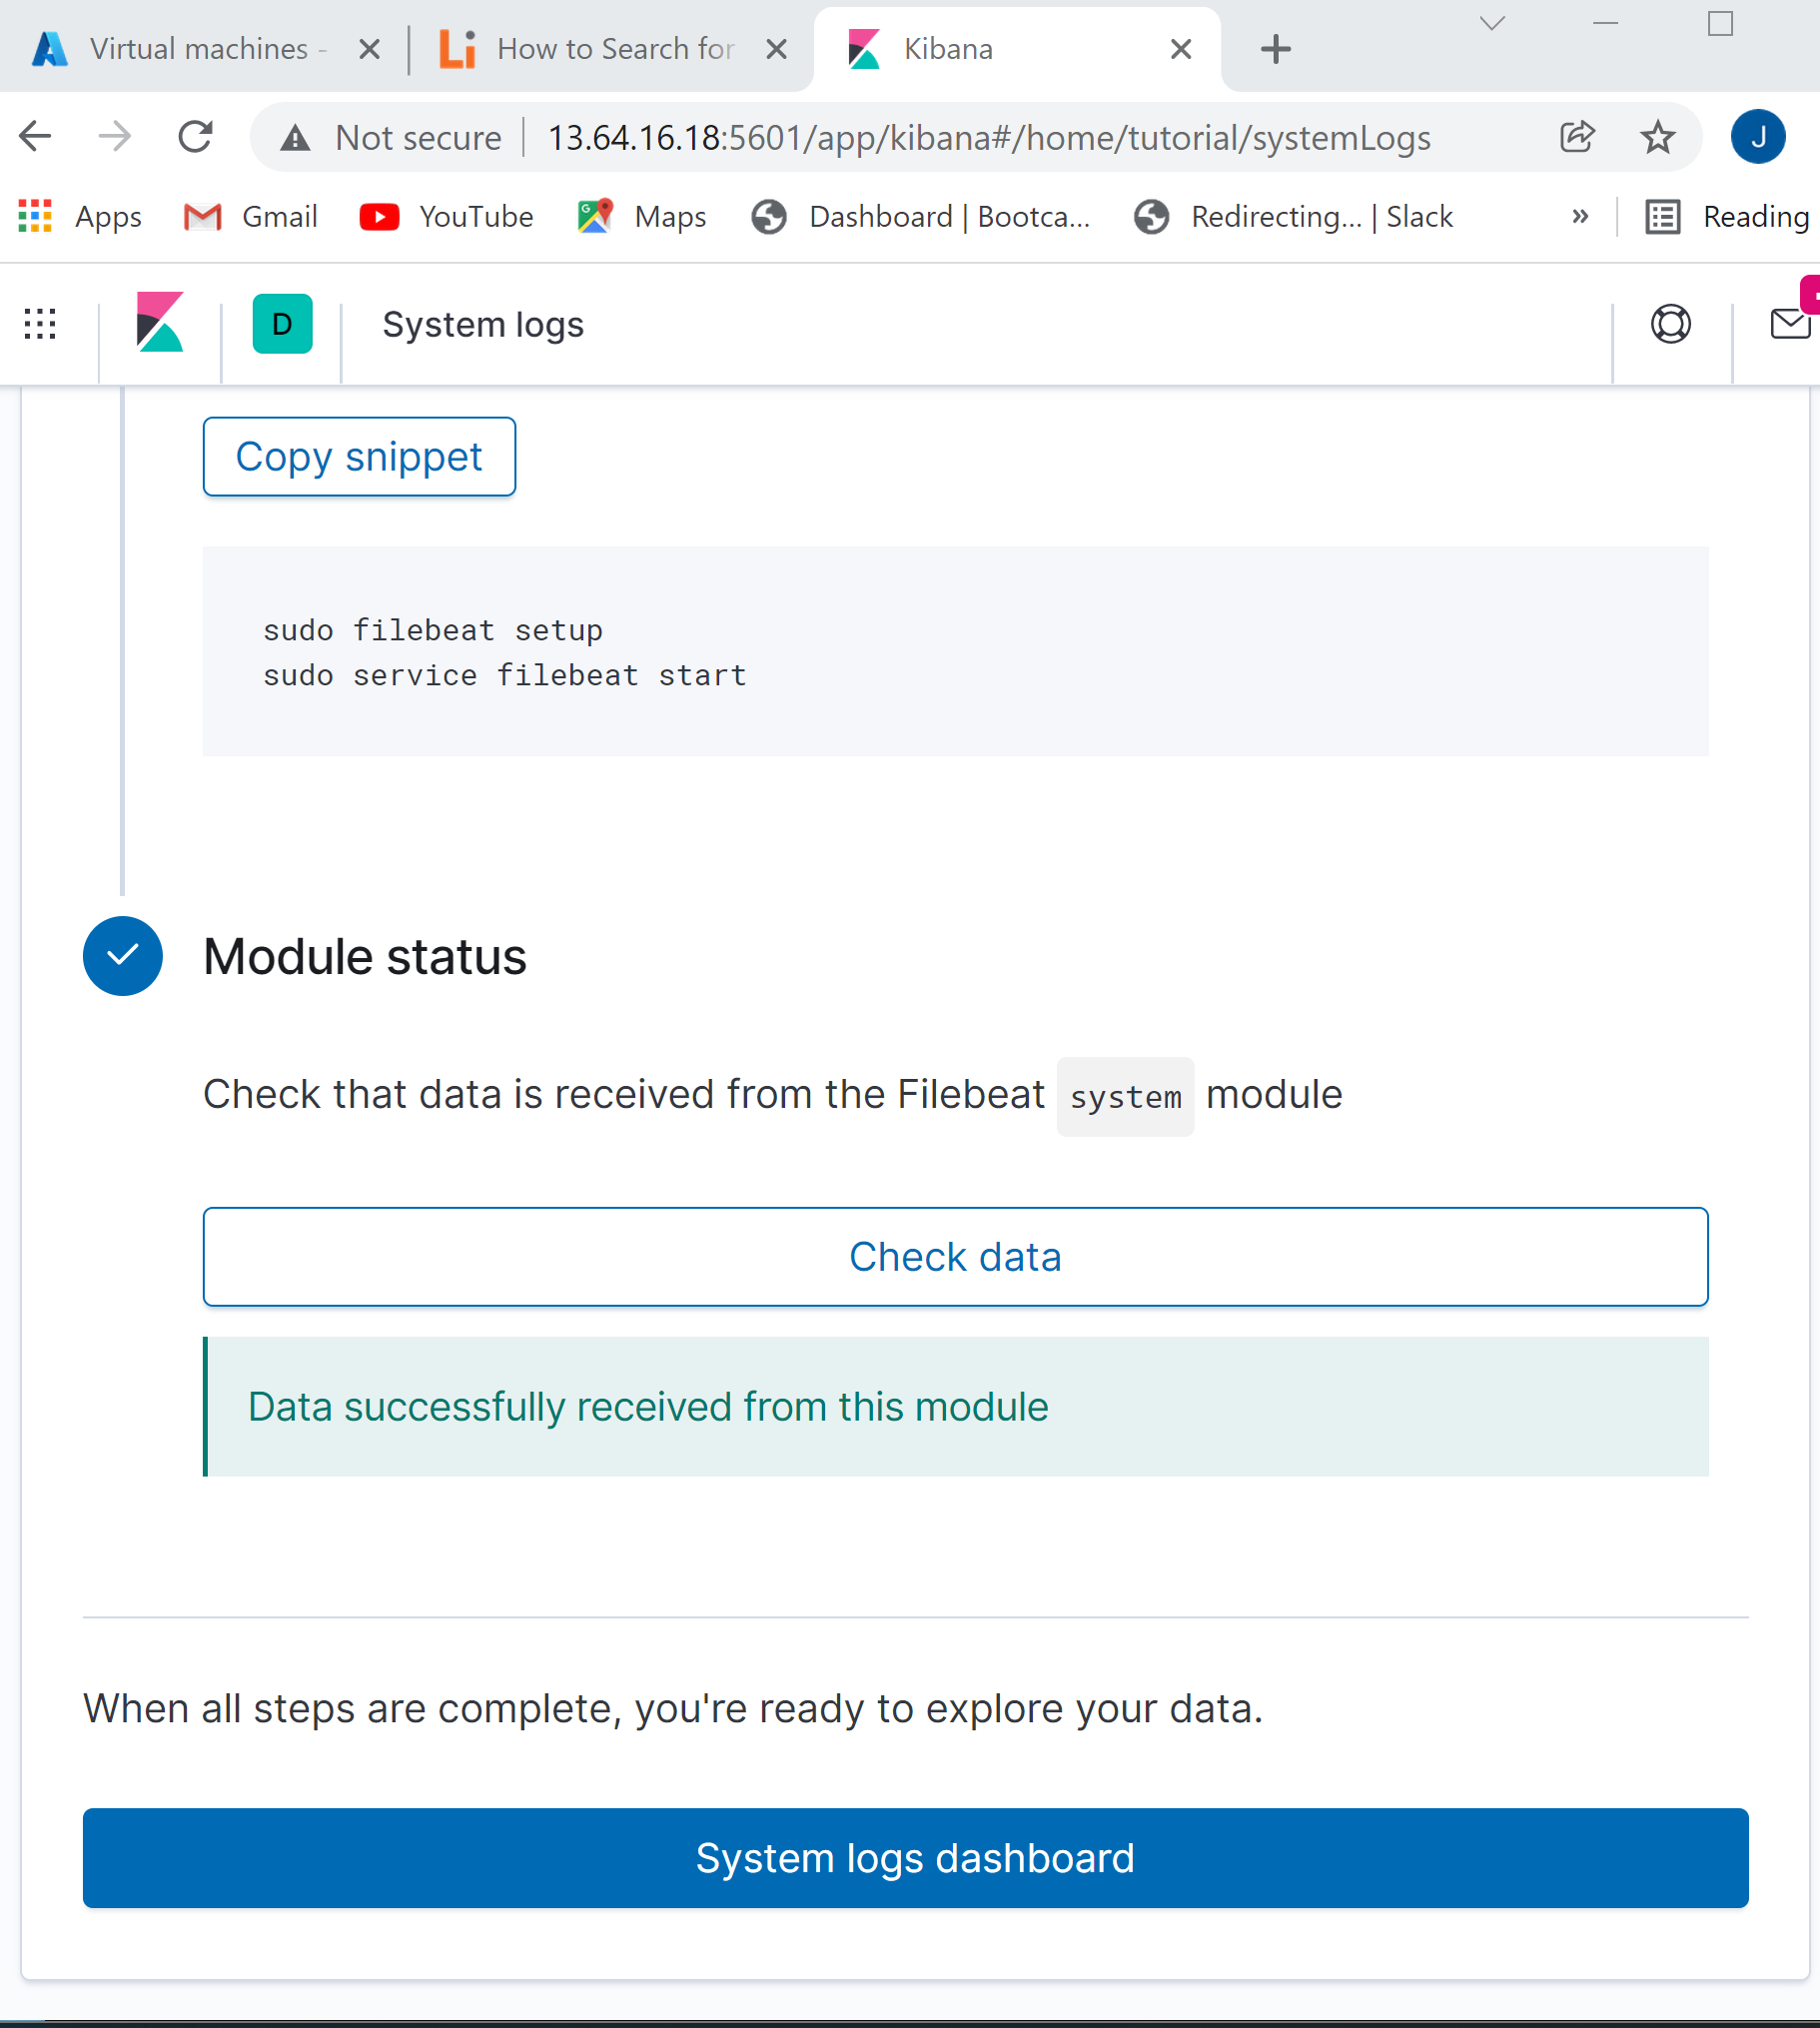 Virtual machines -
How to Search for
Kibana
Not secure
13.64.16.18:5601/app/kibana#/home/tutorial/systemLogs
J
Apps
Gmail
YouTube
Maps
Dashboard | Bootca...
Redirecting... | Slack
»
Reading
D
System logs
Copy snippet
sudo filebeat setup
sudo service filebeat start
Module status
Check that data is received from the Filebeat system module
Check data
Data successfully received from this module
When all steps are complete, you're ready to explore your data.
System logs dashboard